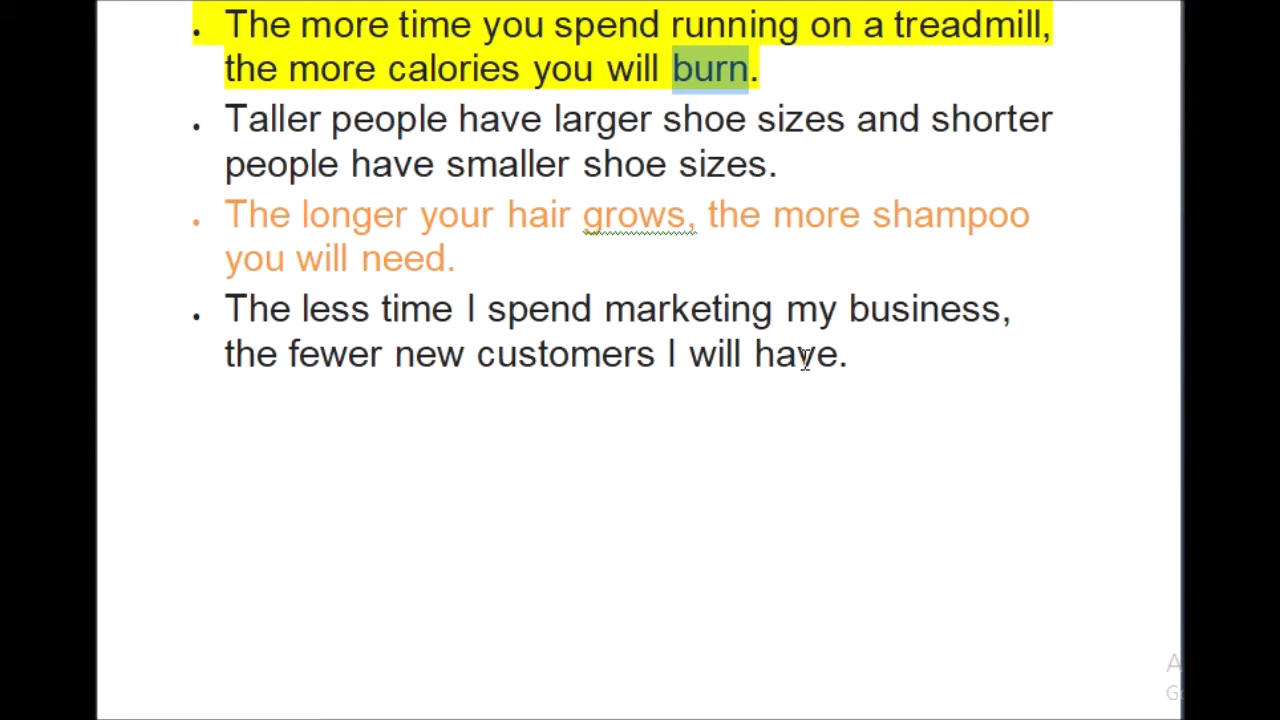 • The more time you spend running on a treadmill,
the more calories you will burn.
• Taller people have larger shoe sizes and shorter
people have smaller shoe sizes.
• The longer your hair grows, the more shampoo
you will need.
• The less time I spend marketing my business,
the fewer new customers I will have.